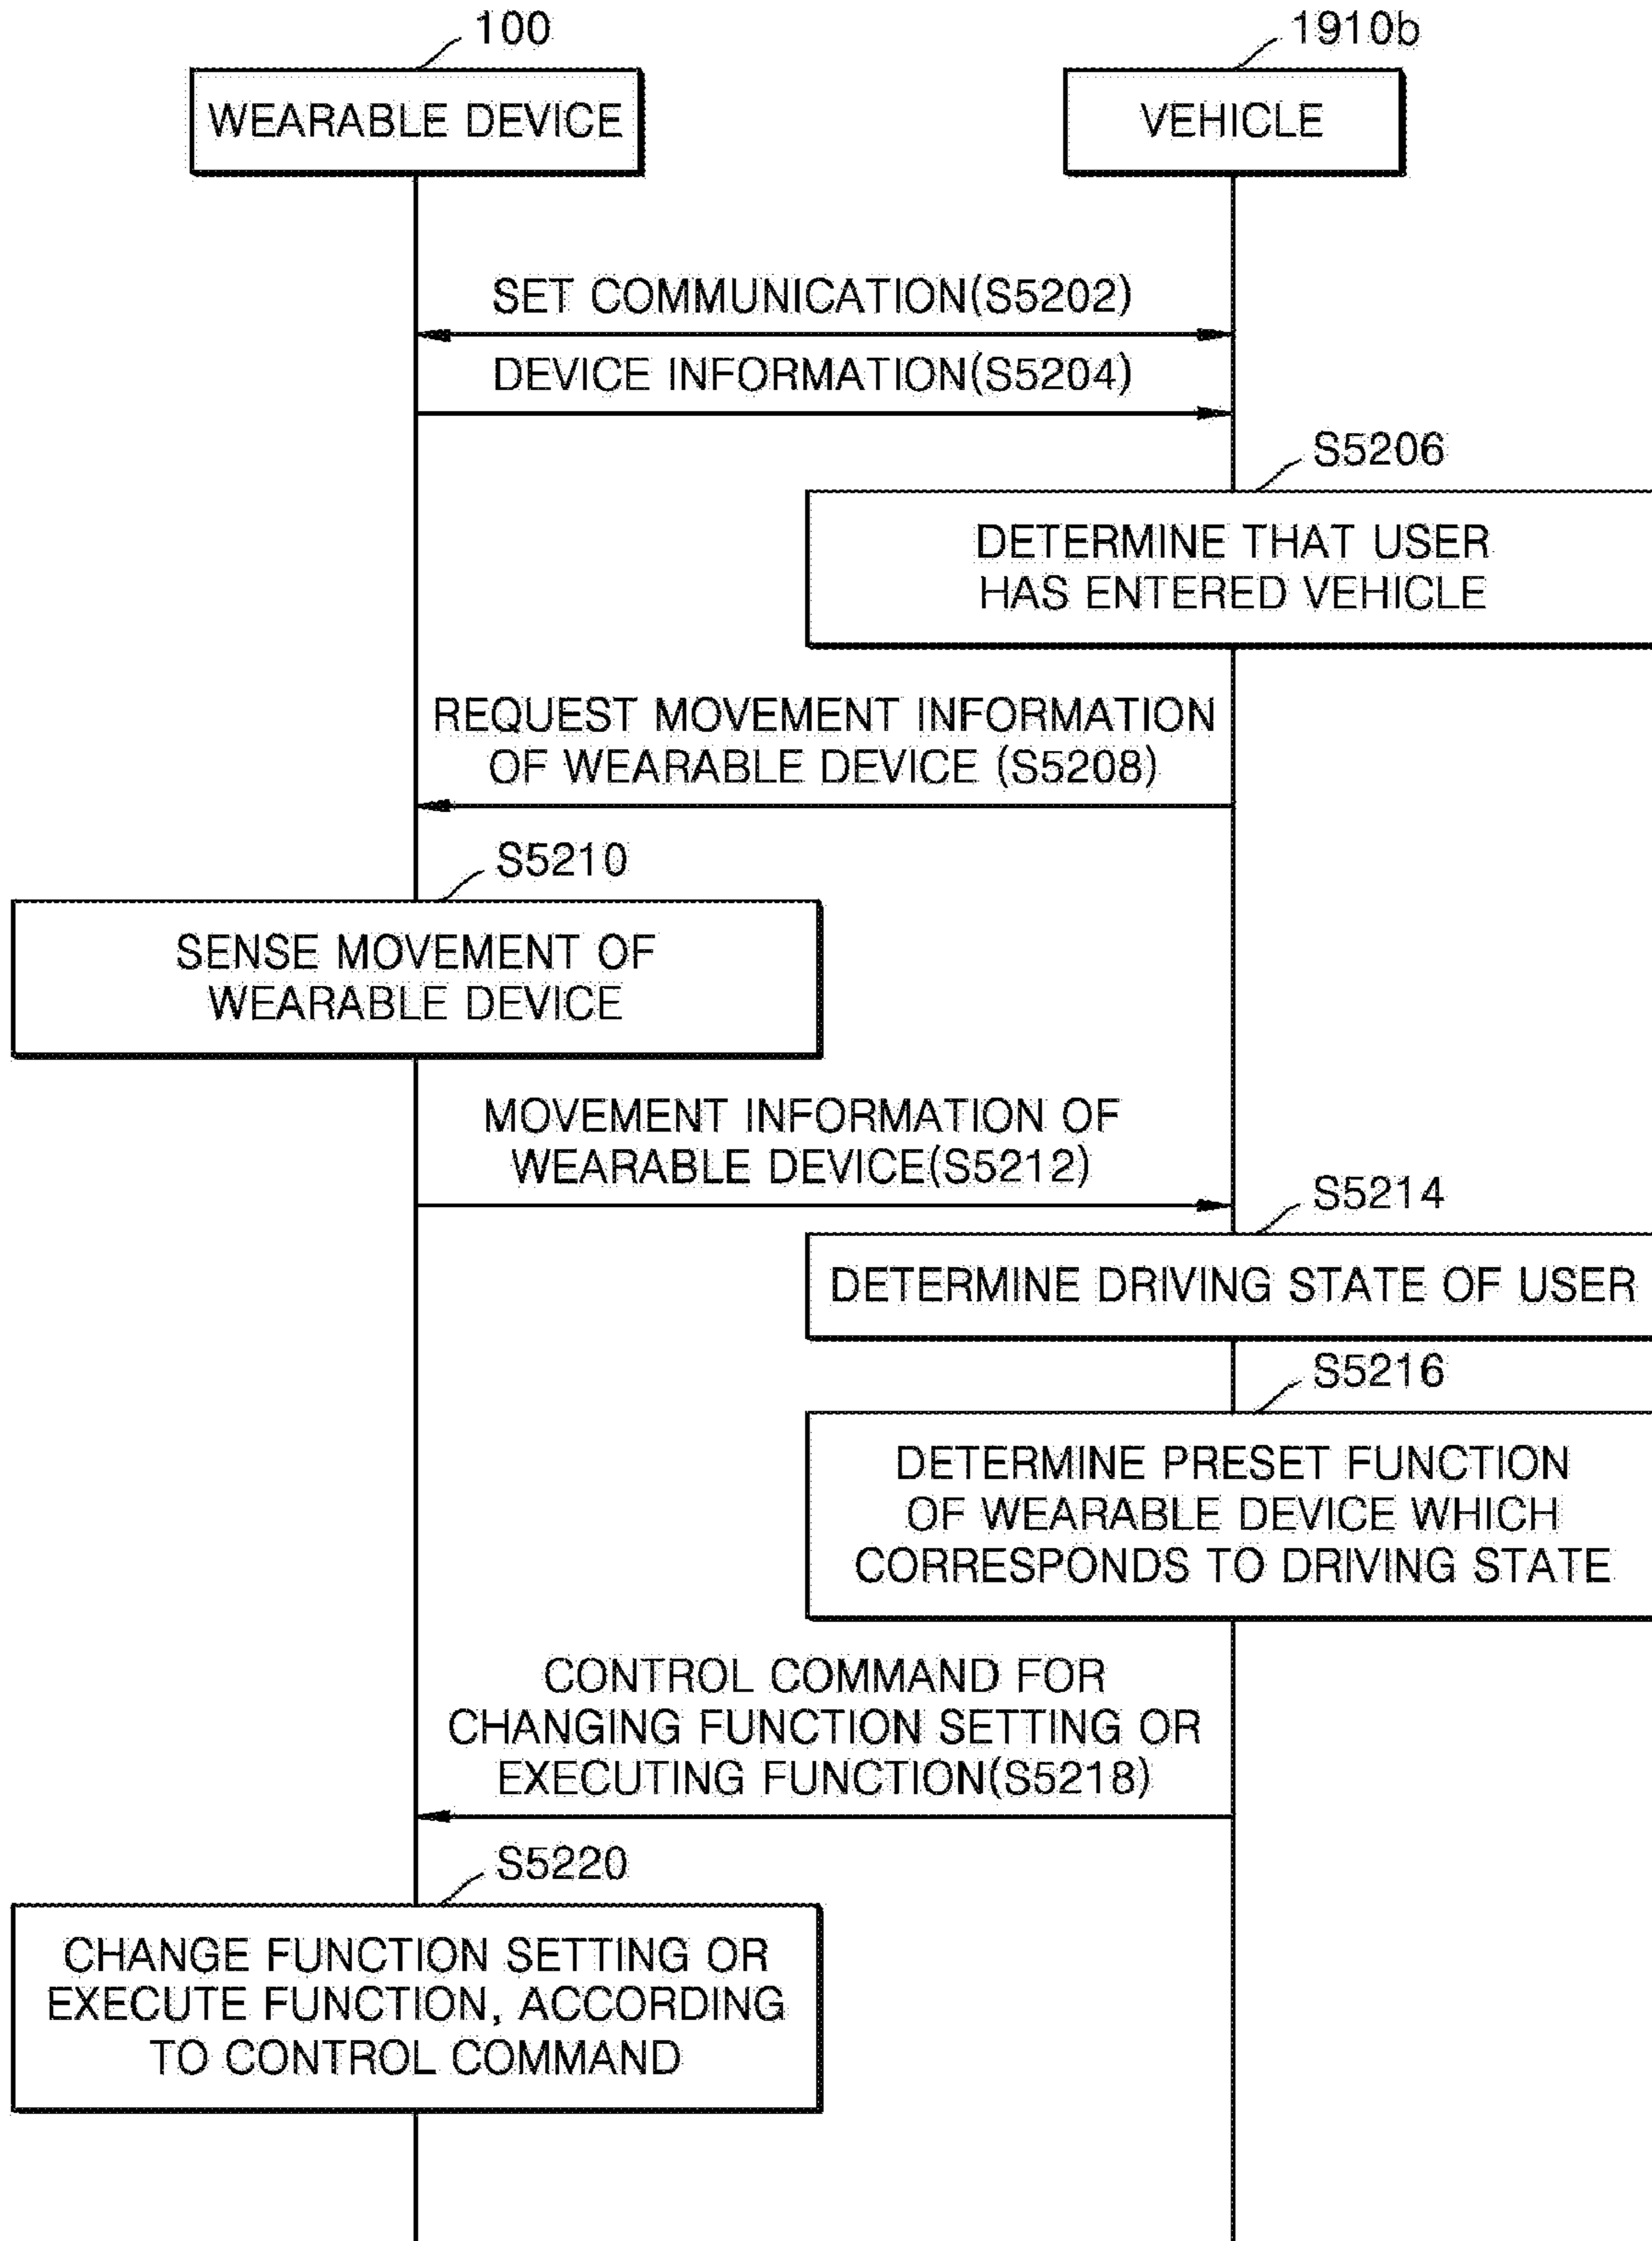 100
1910b
WEARABLE DEVICE
VEHICLE
SET COMMUNICATION(S5202)
DEVICE INFORMATION(S5204)
S5206
DETERMINE THAT USER
HAS ENTERED VEHICLE
REQUEST MOVEMENT INFORMATION
OF WEARABLE DEVICE (S5208)
S5210
SENSE MOVEMENT OF
WEARABLE DEVICE
MOVEMENT INFORMATION OF
WEARABLE DEVICE(S5212)
S5214
DETERMINE DRIVING STATE OF USER
S5216
DETERMINE PRESET FUNCTION
OF WEARABLE DEVICE WHICH
CORRESPONDS TO DRIVING STATE
CONTROL COMMAND FOR
CHANGING FUNCTION SETTING OR
EXECUTING FUNCTION(S5218)
S5220
CHANGE FUNCTION SETTING OR
EXECUTE FUNCTION, ACCORDING
TO CONTROL COMMAND